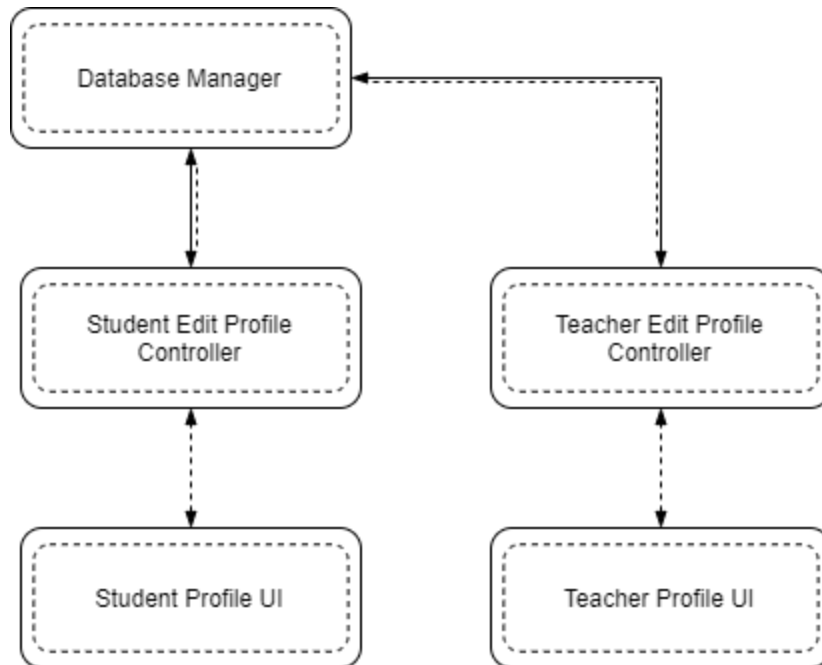 Database Manager
Student Edit Profile
Controller
Teacher Edit Profile
Controller
Student Profile UI
Teacher Profile UI